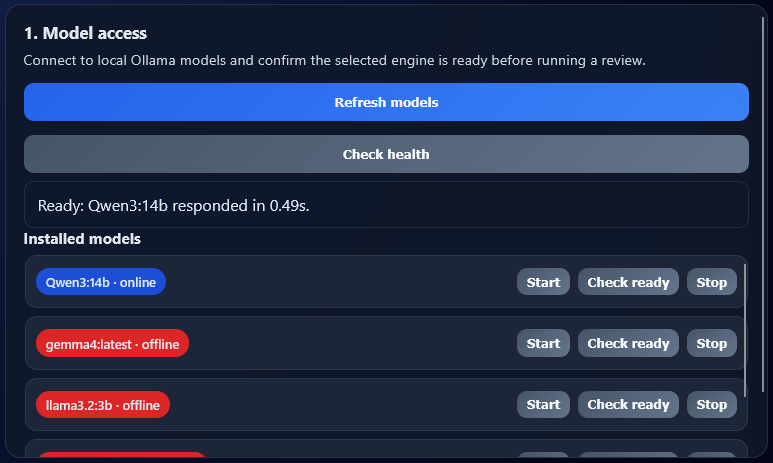 1. Model access
Connect to local Ollama models and confirm the selected engine is ready before running a review.
Refresh models
Check health
Ready: Qwen3:14b responded in 0.49s.
Installed models
Qwen3:14b · online Start Check ready Stop
gemma4:latest · offline Start Check ready Stop
llama3.2:3b · offline Start Check ready Stop